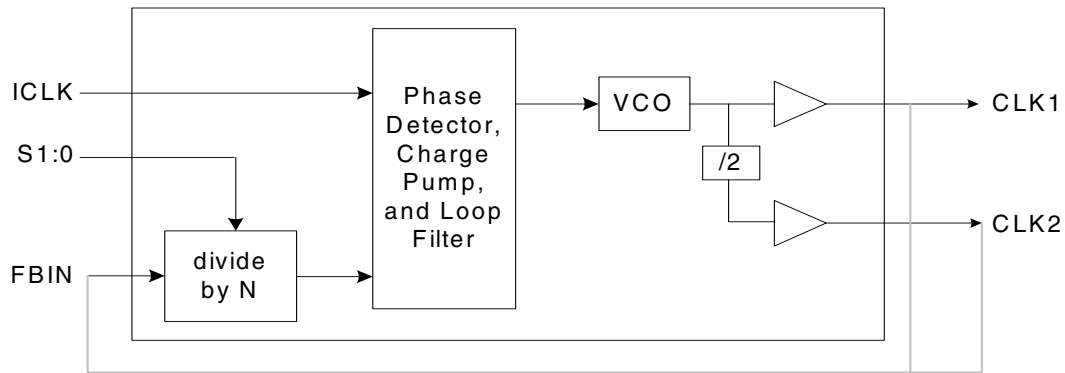 ICLK
S1:0
FBIN
divide
by N
Phase
Detector,
Charge
Pump,
and Loop
Filter
VCO
/2
CLK1
CLK2